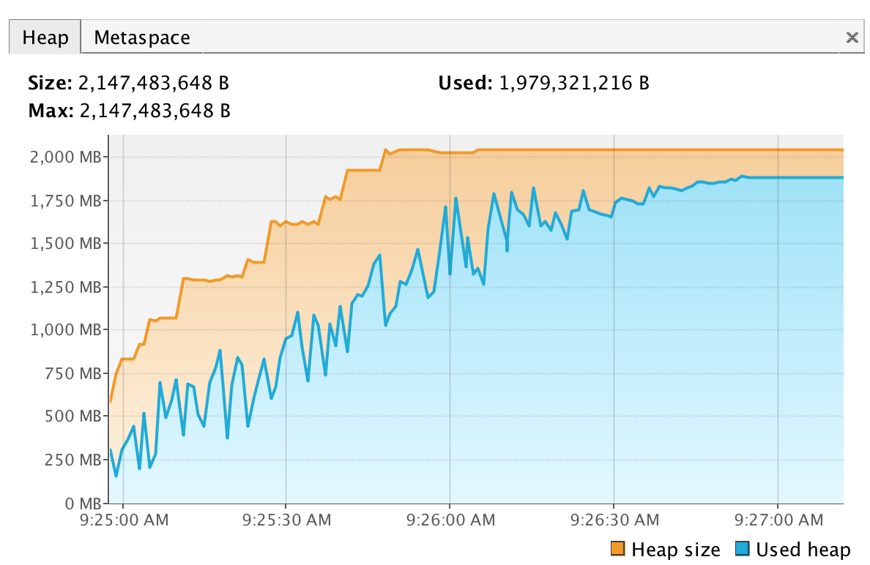 Heap Metaspace ×
Size: 2,147,483,648 B Used: 1,979,321,216 B
Max: 2,147,483,648 B
2,000 MB
1,750 MB
1,500 MB
1,250 MB
1,000 MB
750 MB
500 MB
250 MB
0 MB
9:25:00 AM 9:25:30 AM 9:26:00 AM 9:26:30 AM 9:27:00 AM
Heap size Used heap